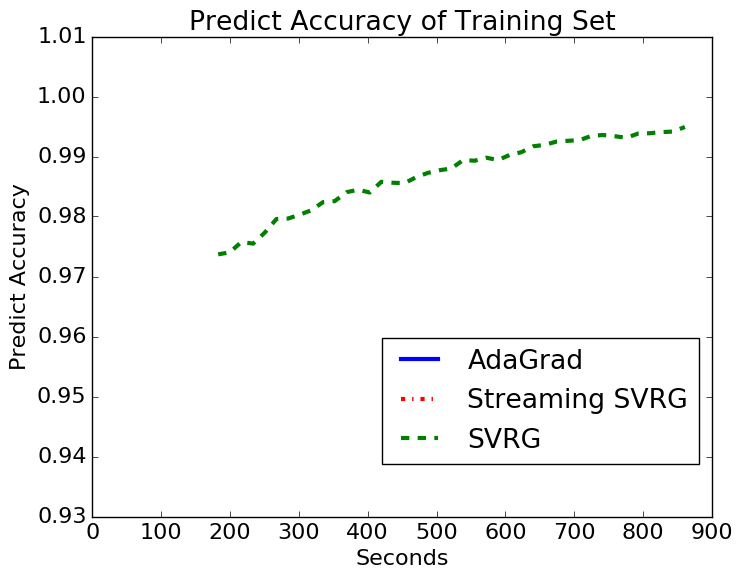 Predict Accuracy of Training Set
1.01
1.00
0.99
0.98
0.97
0.96
0.95
0.94
0.93
Predict Accuracy
AdaGrad
Streaming SVRG
SVRG
0 100 200 300 400 500 600 700 800 900
Seconds